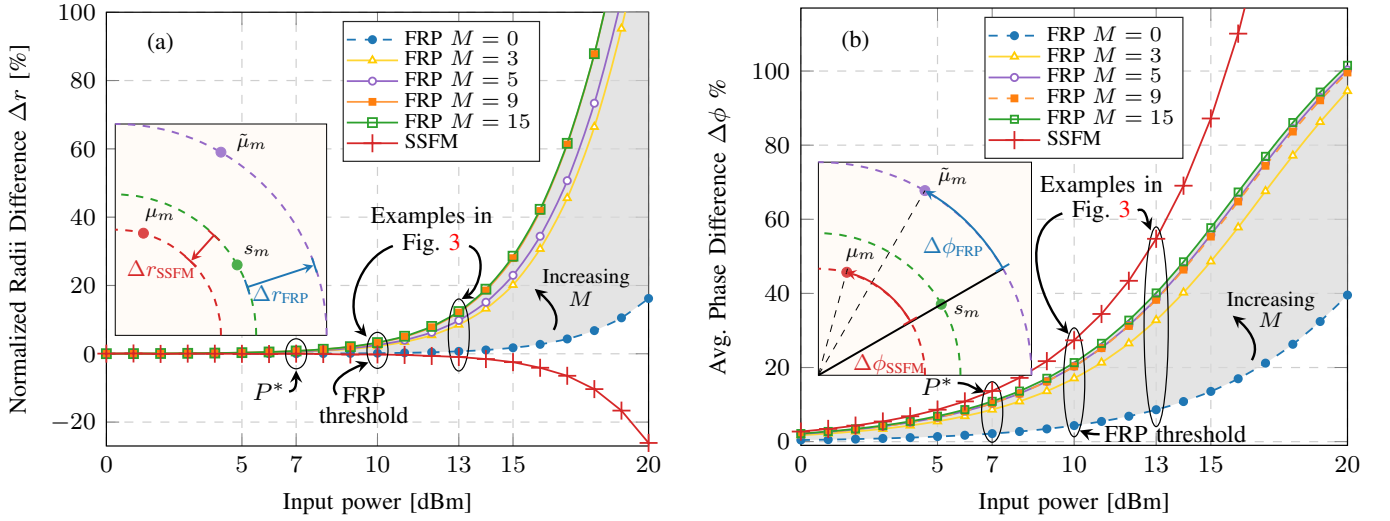 Normalized Radii Difference Δr [%]
100
80
60
40
20
0
−20
(a)
FRP M = 0
FRP M = 3
FRP M = 5
FRP M = 9
FRP M = 15
SSFM
μ̃ₘ
μₘ
sₘ
Δr_SSFM
Δr_FRP
Examples in
Fig. 3
Increasing
M
P*
FRP
threshold
0 5 7 10 13 15 20
Input power [dBm]
Avg. Phase Difference Δϕ %
100
80
60
40
20
0
(b)
FRP M = 0
FRP M = 3
FRP M = 5
FRP M = 9
FRP M = 15
SSFM
μ̃ₘ
μₘ
Δϕ_FRP
sₘ
Δϕ_SSFM
Examples in
Fig. 3
Increasing
M
P*
FRP threshold
0 5 7 10 13 15 20
Input power [dBm]